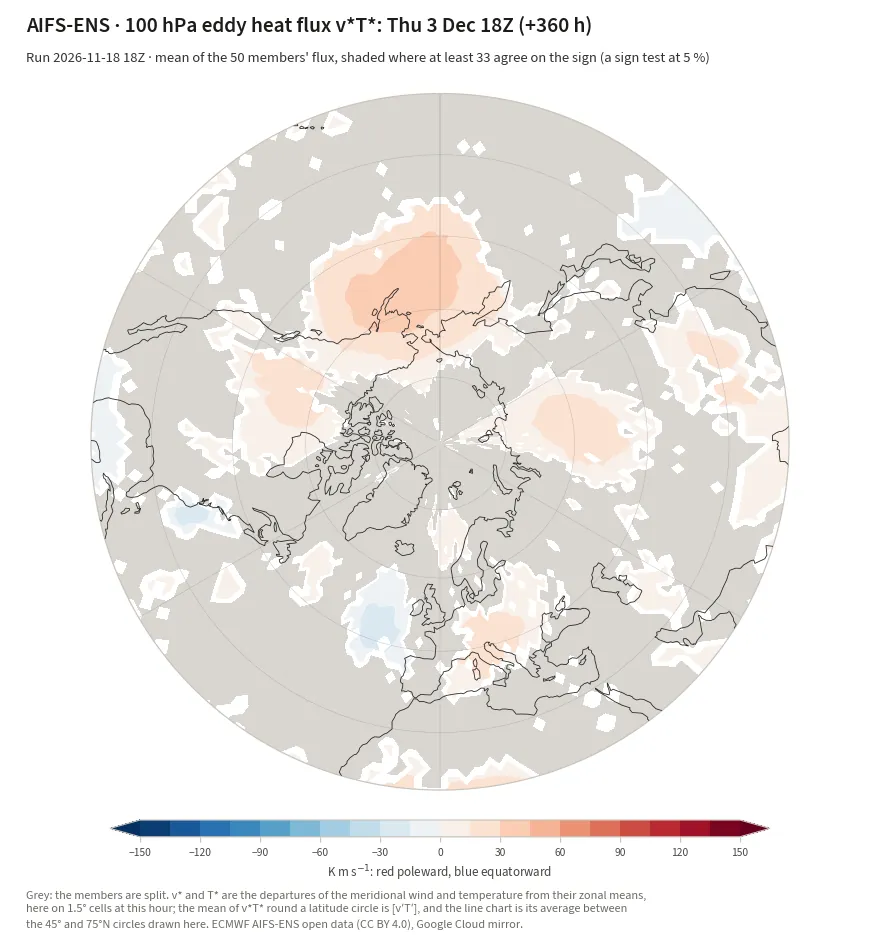 AIFS-ENS · 100 hPa eddy heat flux v*T*: Thu 3 Dec 18Z (+360 h)
Run 2026-11-18 18Z · mean of the 50 members' flux, shaded where at least 33 agree on the sign (a sign test at 5 %)
−150 −120 −90 −60 −30 0 30 60 90 120 150
K m s⁻¹: red poleward, blue equatorward
Grey: the members are split. v* and T* are the departures of the meridional wind and temperature from their zonal means,
here on 1.5° cells at this hour; the mean of v*T* round a latitude circle is [v′T′], and the line chart is its average between
the 45° and 75°N circles drawn here. ECMWF AIFS-ENS open data (CC BY 4.0), Google Cloud mirror.